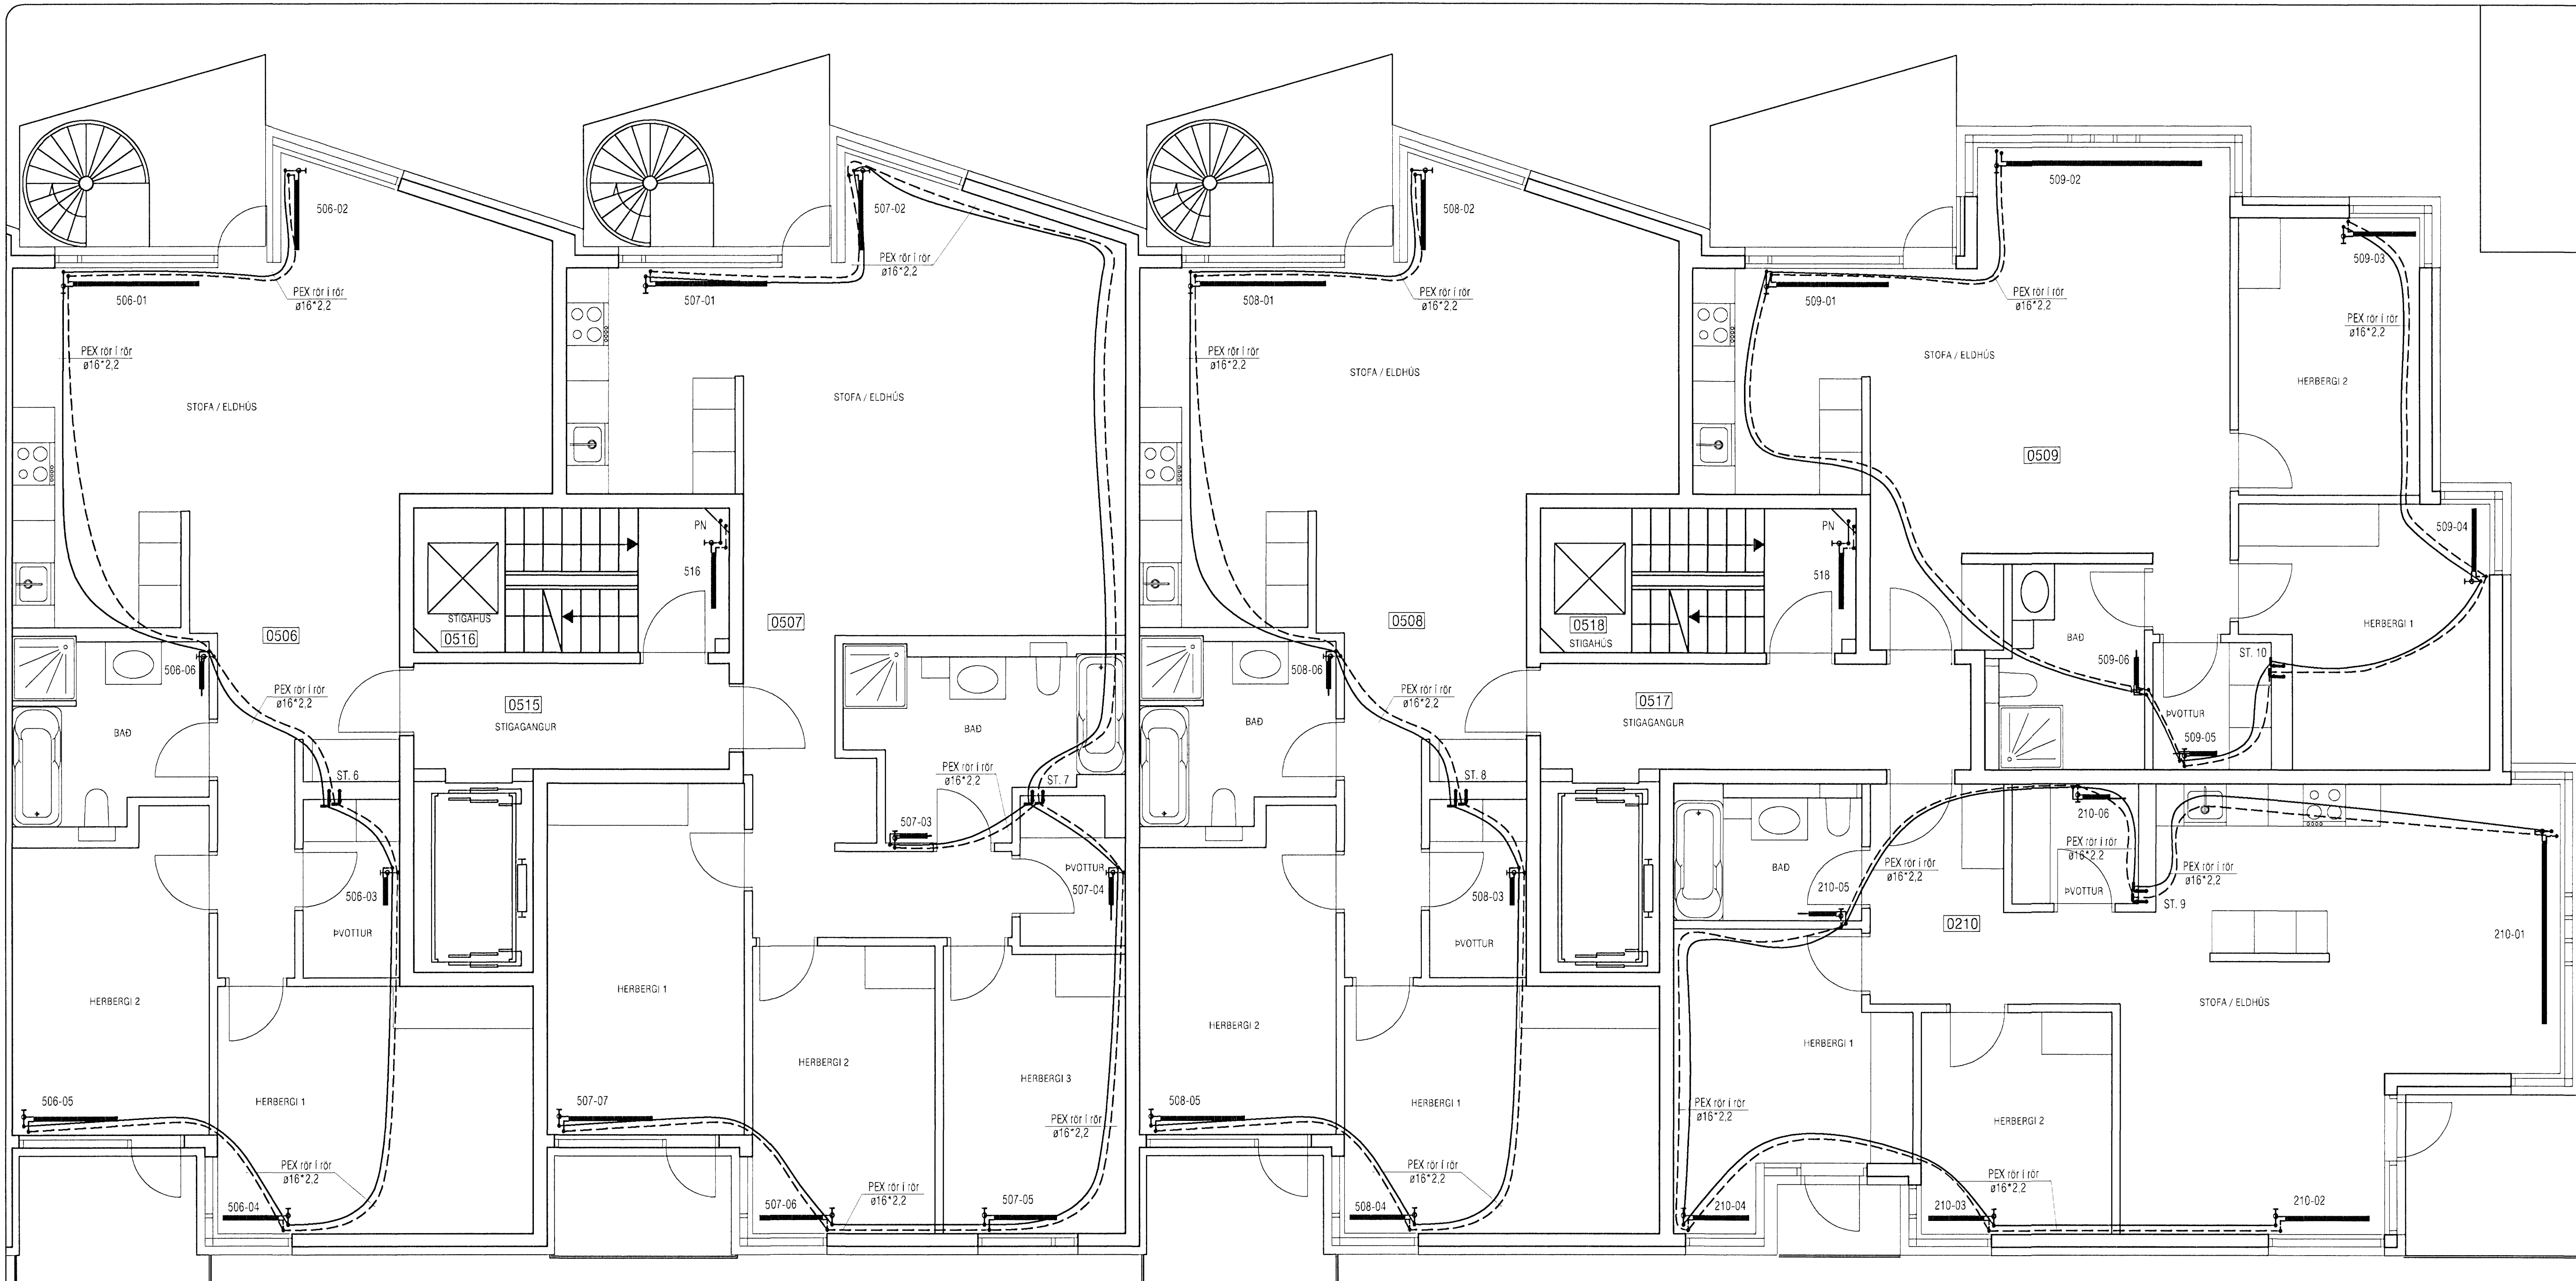 506-02
506-01
PEX rör í rör
ø16*2,2
PEX rör í rör
ø16*2,2
STOFA / ELDHÚS
0506
506-06
PEX rör í rör
ø16*2,2
BAÐ
ST. 6
506-03
ÞVOTTUR
HERBERGI 2
HERBERGI 1
506-05
PEX rör í rör
ø16*2,2
506-04
STIGAHÚS
0516
PN
516
0515
STIGAGANGUR
507-02
PEX rör í rör
ø16*2,2
507-01
STOFA / ELDHÚS
0507
BAÐ
PEX rör í rör
ø16*2,2
ST. 7
507-03
ÞVOTTUR
507-04
HERBERGI 1
HERBERGI 2
HERBERGI 3
507-07
PEX rör í rör
ø16*2,2
507-06
PEX rör í rör
ø16*2,2
507-05
508-02
508-01
PEX rör í rör
ø16*2,2
PEX rör í rör
ø16*2,2
STOFA / ELDHÚS
0508
508-06
PEX rör í rör
ø16*2,2
BAÐ
ST. 8
508-03
ÞVOTTUR
HERBERGI 2
HERBERGI 1
508-05
PEX rör í rör
ø16*2,2
508-04
0518
STIGAHÚS
PN
518
0517
STIGAGANGUR
509-02
509-01
PEX rör í rör
ø16*2,2
509-03
PEX rör í rör
ø16*2,2
STOFA / ELDHÚS
HERBERGI 2
0509
509-04
HERBERGI 1
BAÐ
509-06
ST. 10
ÞVOTTUR
509-05
210-06
PEX rör í rör
ø16*2,2
PEX rör í rör
ø16*2,2
PEX rör í rör
ø16*2,2
BAÐ
210-05
ÞVOTTUR
ST. 9
0210
210-01
STOFA / ELDHÚS
HERBERGI 1
PEX rör í rör
ø16*2,2
HERBERGI 2
PEX rör í rör
ø16*2,2
210-04
210-03
210-02